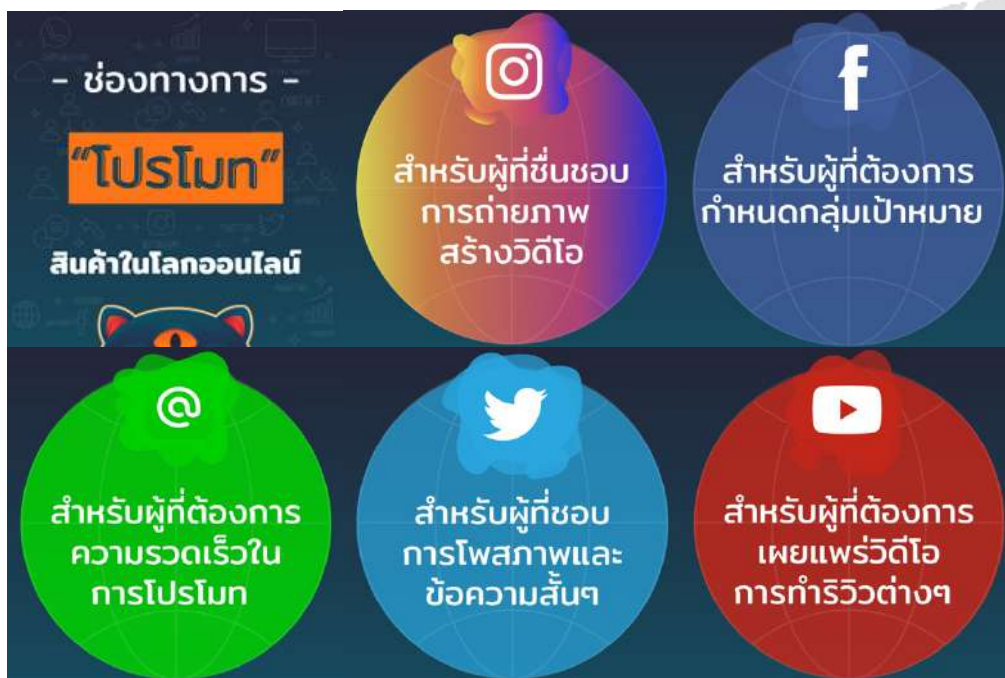 - ช่องทางการ -
"โปรโมท"
สินค้าในโลกออนไลน์
สำหรับผู้ที่ชื่นชอบ
การถ่ายภาพ
สร้างวิดีโอ
f
สำหรับผู้ที่ต้องการ
กำหนดกลุ่มเป้าหมาย
@
สำหรับผู้ที่ต้องการ
ความรวดเร็วใน
การโปรโมท
สำหรับผู้ที่ชอบ
การโพสภาพและ
ข้อความสั้นๆ
สำหรับผู้ที่ต้องการ
เผยแพร่วิดีโอ
การทำริวิวต่างๆ